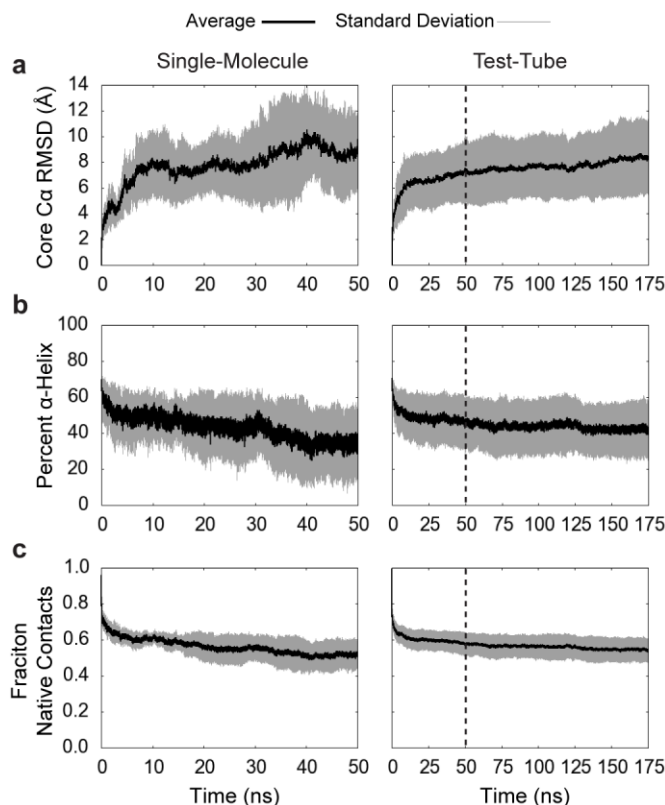 Average Standard Deviation
a Single-Molecule Test-Tube
Core Cα RMSD (Å)
14
12
10
8
6
4
2
0
0 10 20 30 40 50 0 25 50 75 100 125 150 175
b
Percent α-Helix
100
80
60
40
20
0
0 10 20 30 40 50 0 25 50 75 100 125 150 175
c
Fraciton
Native Contacts
1.0
0.8
0.6
0.4
0.2
0.0
0 10 20 30 40 50 0 25 50 75 100 125 150 175
Time (ns) Time (ns)